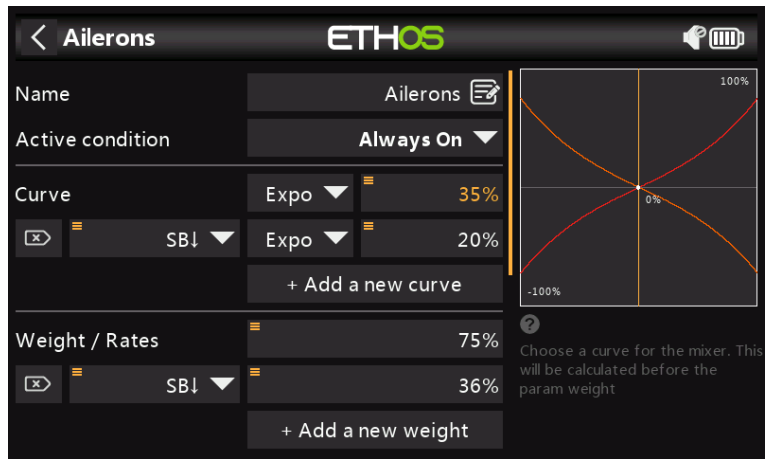 Ailerons
ETHOS
Name
Ailerons
Active condition
Always On
Curve
Expo
35%
SB↓
Expo
20%
+ Add a new curve
Weight / Rates
75%
SB↓
36%
+ Add a new weight
100%
0%
-100%
?
Choose a curve for the mixer. This
will be calculated before the
param weight